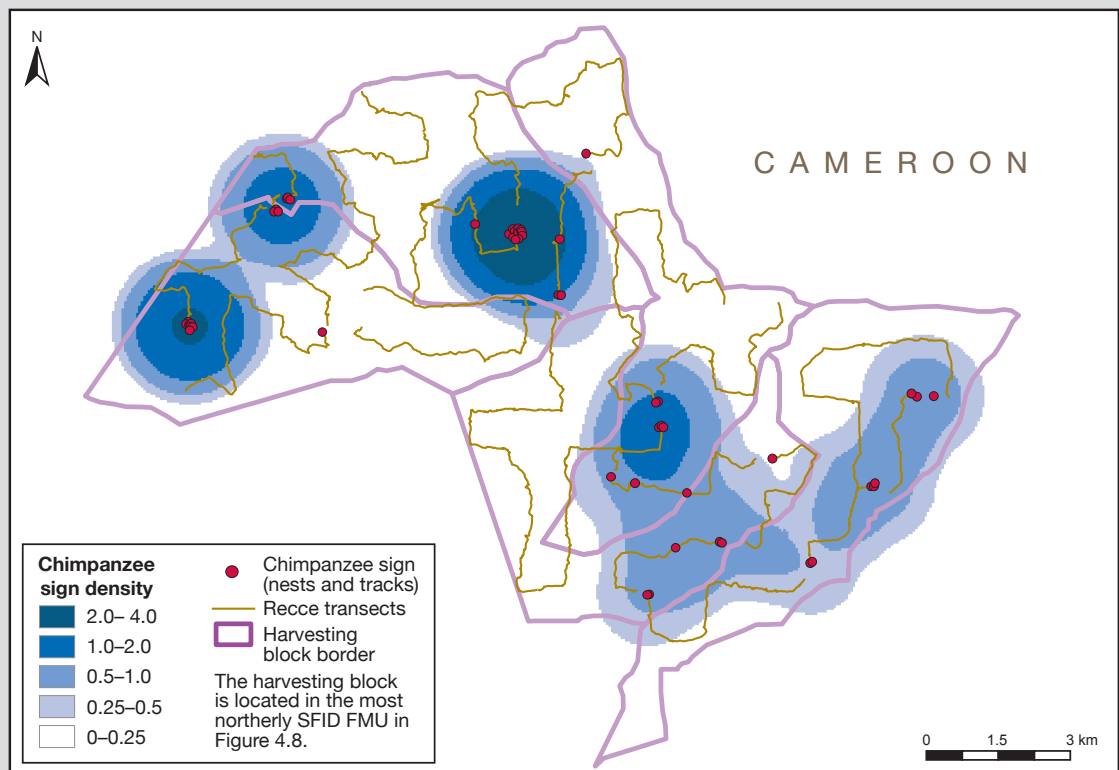 N
CAMEROON
Chimpanzee
sign density
2.0– 4.0
1.0–2.0
0.5–1.0
0.25–0.5
0–0.25
Chimpanzee sign
(nests and tracks)
Recce transects
Harvesting
block border
The harvesting block
is located in the most
northerly SFID FMU in
Figure 4.8.
0 1.5 3 km